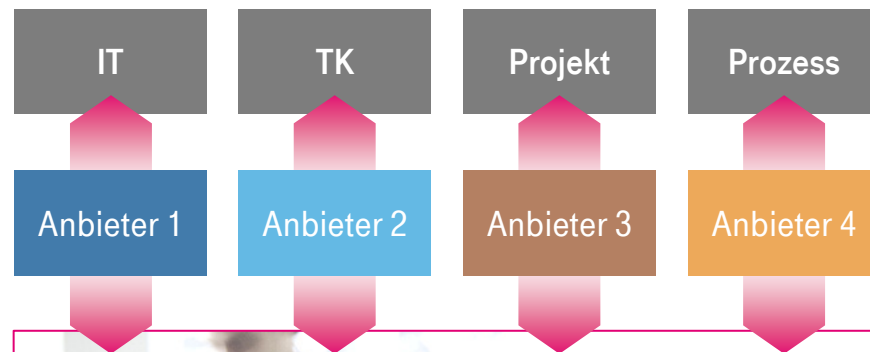 IT TK Projekt Prozess
Anbieter 1 Anbieter 2 Anbieter 3 Anbieter 4